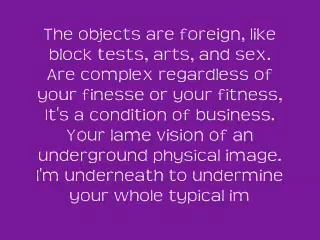 The objects are foreign, like
block tests, arts, and sex.
Are complex regardless of
your finesse or your fitness,
It's a condition of business.
Your lame vision of an
underground physical image.
I'm underneath to undermine
your whole typical im